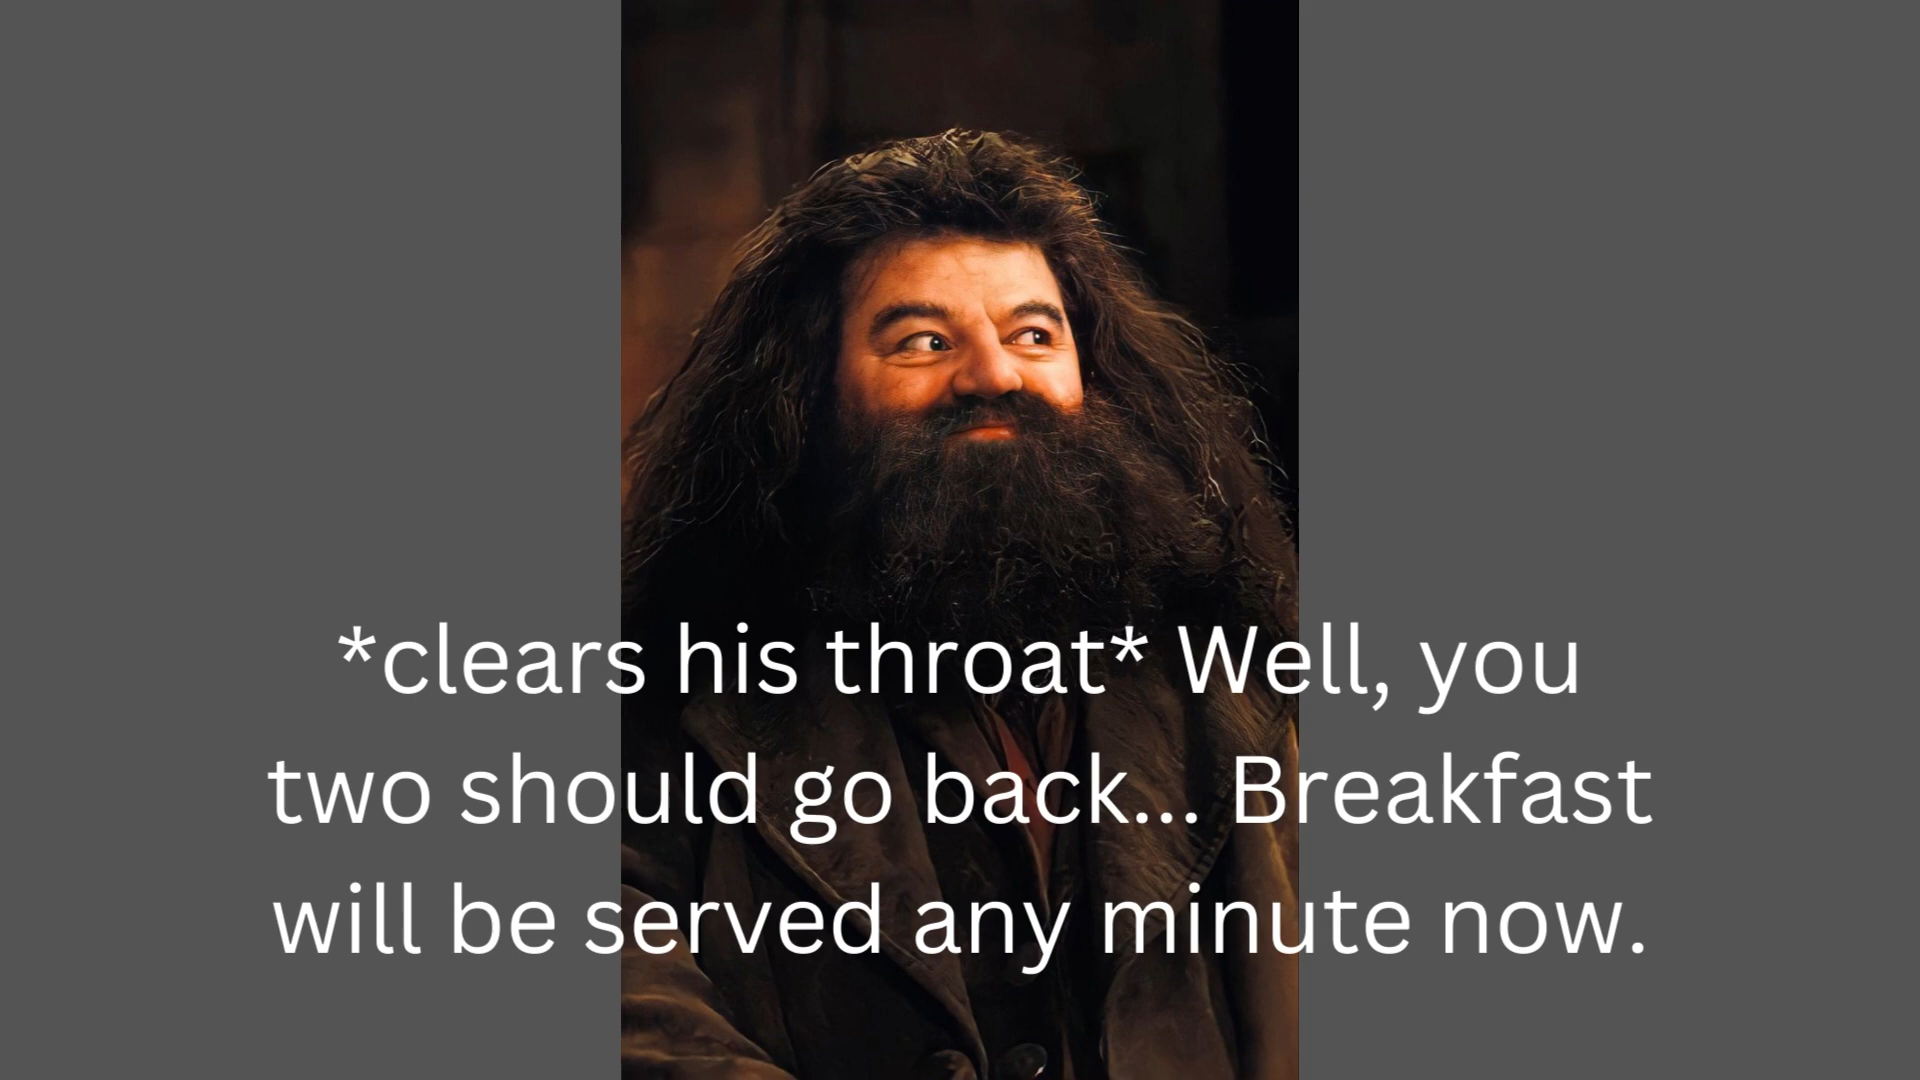 *clears his throat* Well, you
two should go back... Breakfast
will be served any minute now.